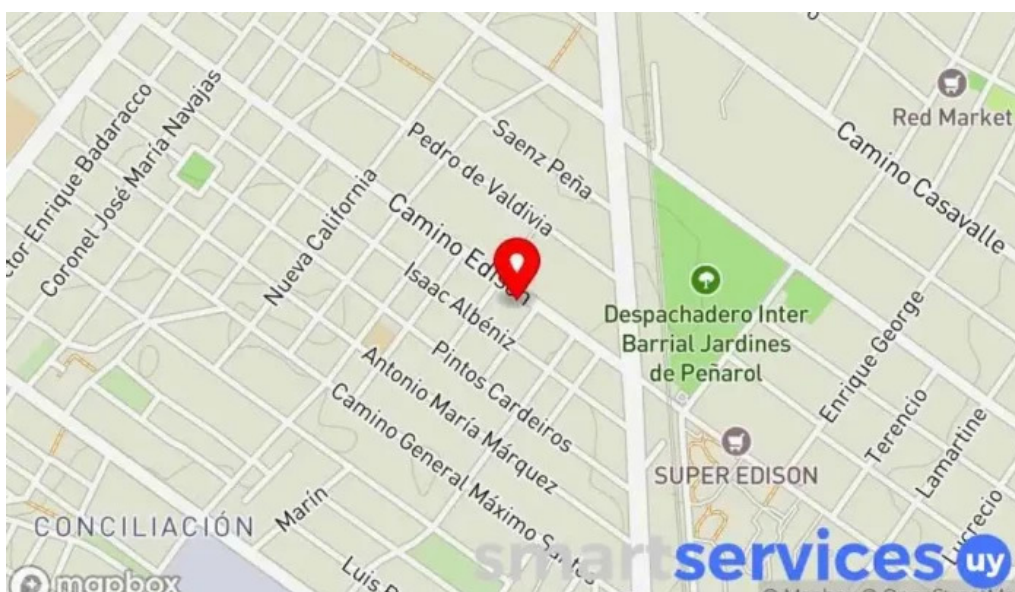 Red Market
Saenz Peña
Pedro de Valdivia
Camino Casavalle
Coronel José María Navajas
Enrique Badaracco
Nueva California
Camino Edison
Isaac Albéniz
Despachadero Inter
Barrial Jardines
de Peñarol
Pintos Cardeiros
Antonio María Márquez
Camino General Máximo Santos
Enrique George
Terencio
Lamartine
Lucrecio
SUPER EDISON
CONCILIACIÓN
Marín
Luis
smartservices uy
mapbox